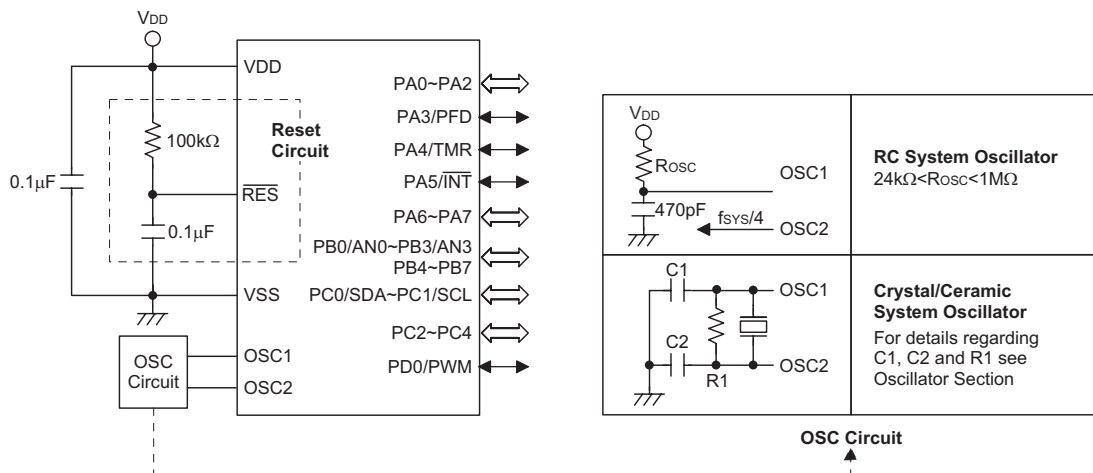 VDD
VDD
100kΩ
Reset
Circuit
0.1μF
RES
0.1μF
VSS
OSC
Circuit
OSC1
OSC2
PA0~PA2
PA3/PFD
PA4/TMR
PA5/INT
PA6~PA7
PB0/AN0~PB3/AN3
PB4~PB7
PC0/SDA~PC1/SCL
PC2~PC4
PD0/PWM
VDD
ROSC
OSC1
470pF
fSYS/4
OSC2
RC System Oscillator
24kΩ<ROSC<1MΩ
C1
OSC1
C2
R1
OSC2
Crystal/Ceramic
System Oscillator
For details regarding
C1, C2 and R1 see
Oscillator Section
OSC Circuit